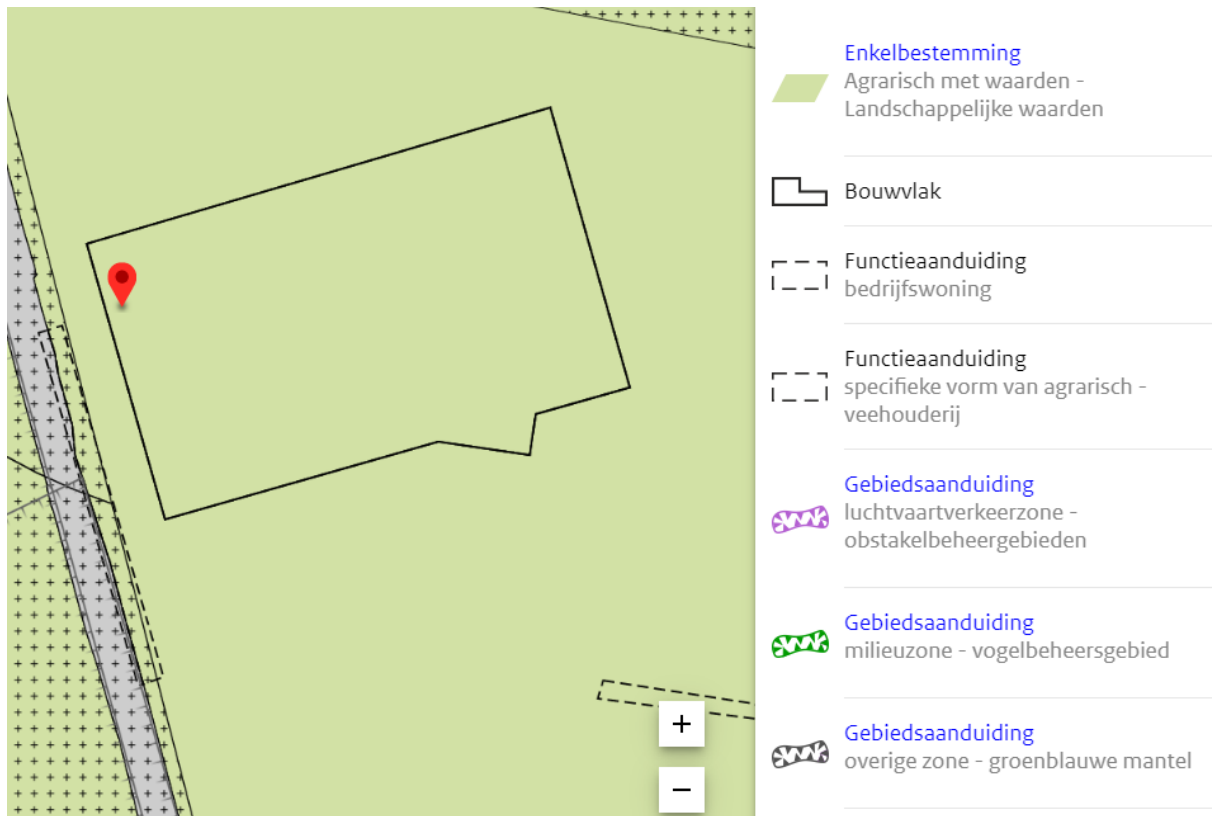 Enkelbestemming
Agrarisch met waarden -
Landschappelijke waarden
Bouwvlak
Functieaanduiding
bedrijfswoning
Functieaanduiding
specifieke vorm van agrarisch -
veehouderij
Gebiedsaanduiding
luchtvaartverkeerzone -
obstakelbeheergebieden
Gebiedsaanduiding
milieuzone - vogelbeheersgebied
Gebiedsaanduiding
overige zone - groenblauwe mantel
+
−